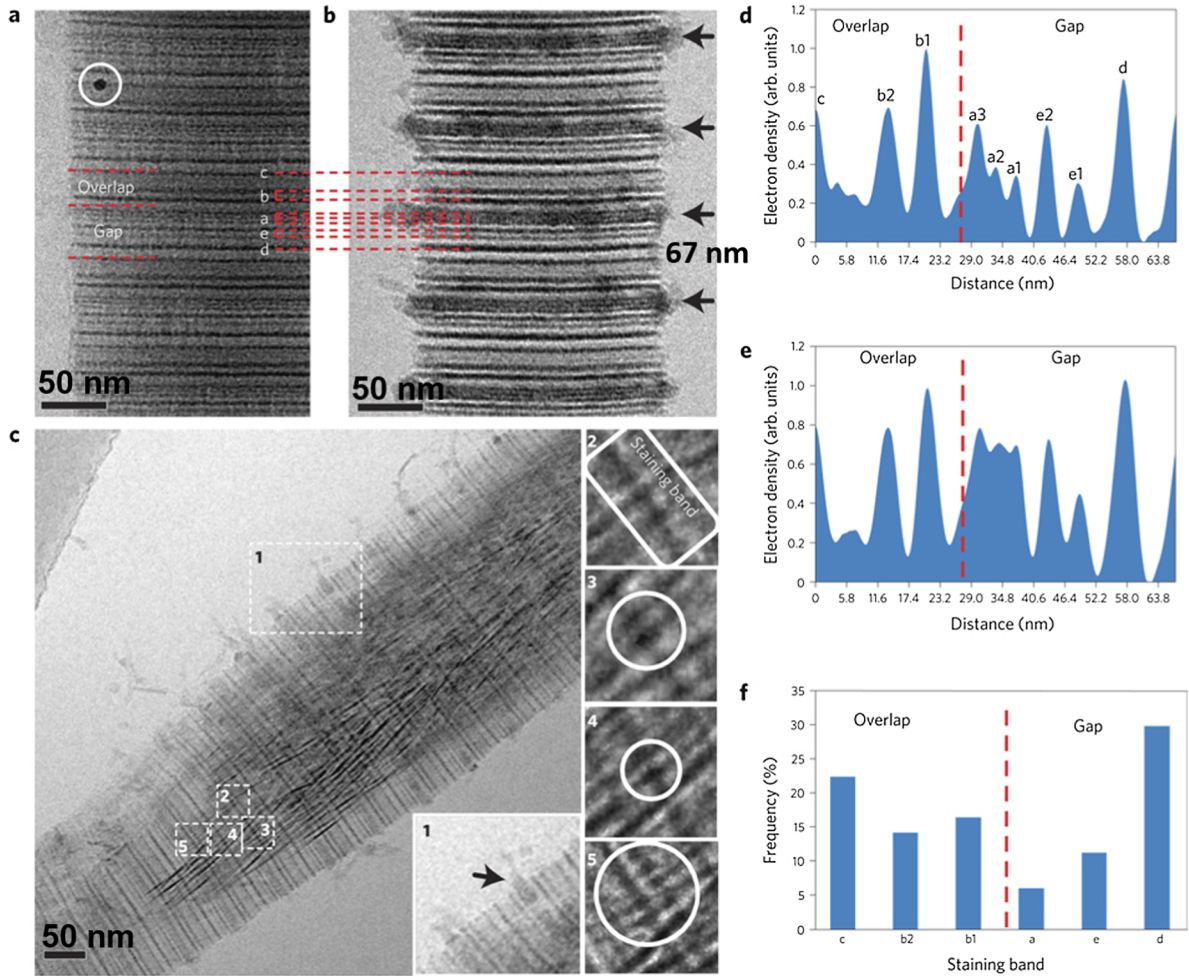 a
Overlap
Gap
50 nm
b
c
b
a
e
d
67 nm
50 nm
c
1
2
3
4
5
50 nm
1
2
Staining band
3
4
5
d
1.2
1.0
0.8
0.6
0.4
0.2
0
Electron density (arb. units)
Overlap
Gap
c
b2
b1
a3
a2
a1
e2
e1
d
0 5.8 11.6 17.4 23.2 29.0 34.8 40.6 46.4 52.2 58.0 63.8
Distance (nm)
e
1.2
1.0
0.8
0.6
0.4
0.2
0
Electron density (arb. units)
Overlap
Gap
0 5.8 11.6 17.4 23.2 29.0 34.8 40.6 46.4 52.2 58.0 63.8
Distance (nm)
f
35
30
25
20
15
10
5
0
Frequency (%)
Overlap
Gap
c b2 b1 a e d
Staining band